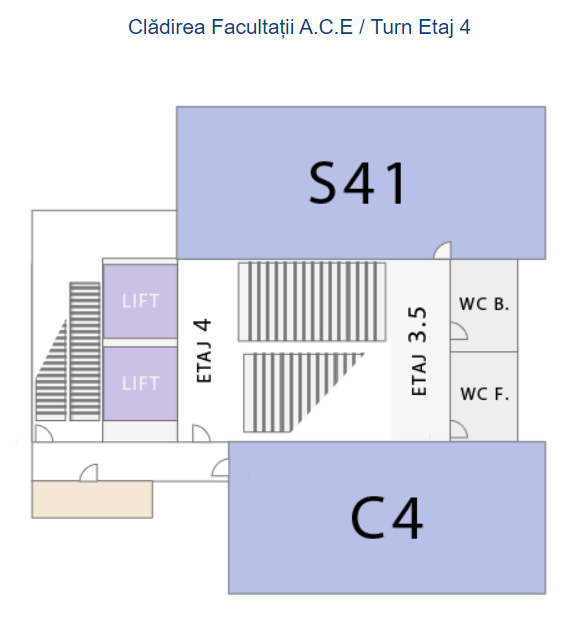 Clădirea Facultații A.C.E / Turn Etaj 4
S41
LIFT
LIFT
ETAJ 4
ETAJ 3.5
WC B.
WC F.
C4